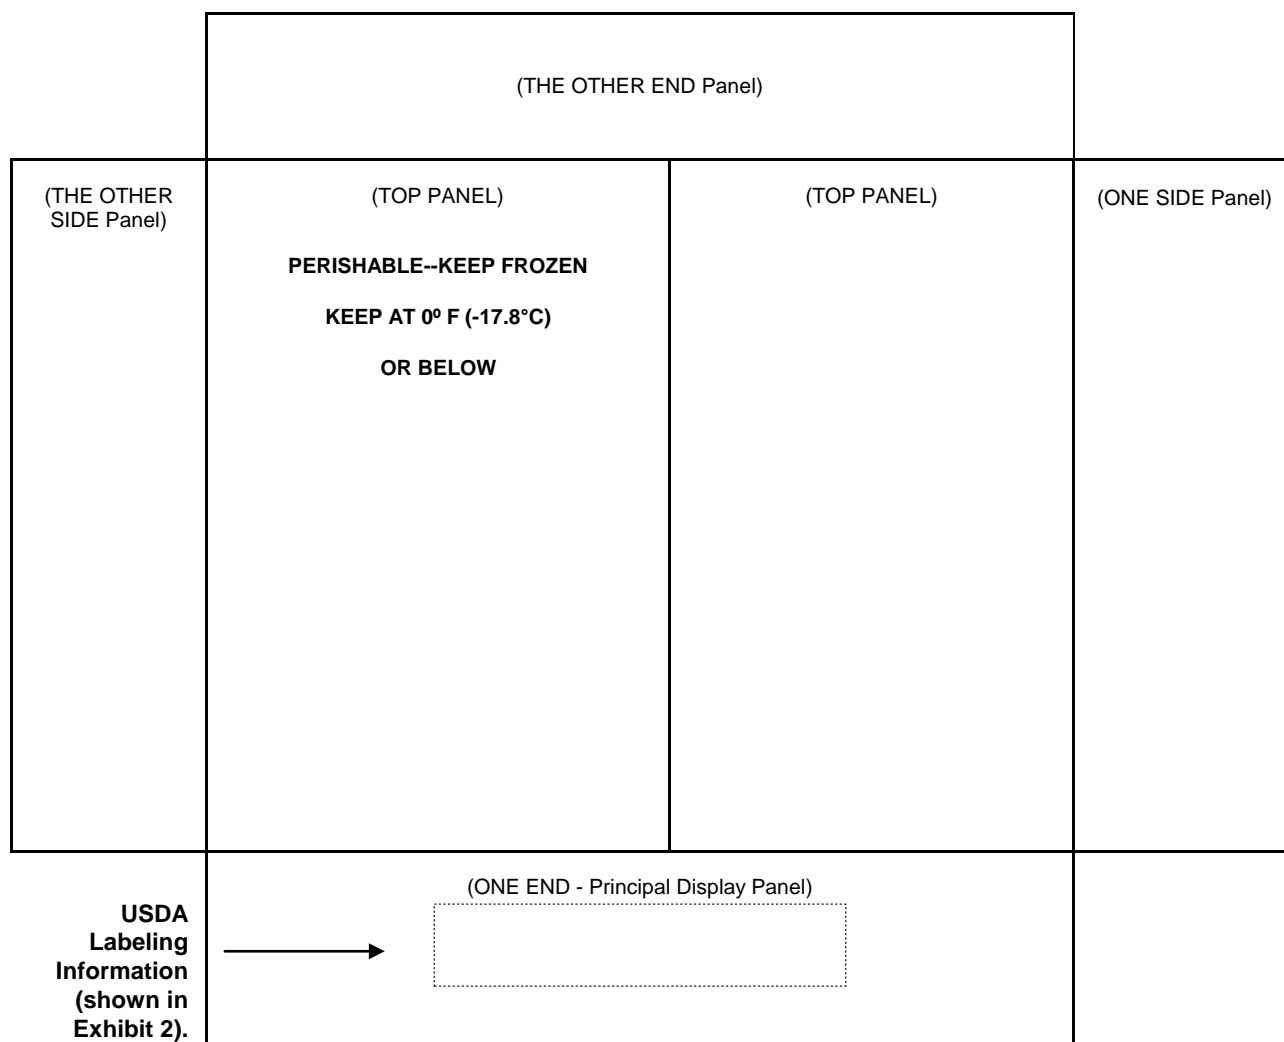 (THE OTHER END Panel)
(THE OTHER
SIDE Panel)
(TOP PANEL)
PERISHABLE--KEEP FROZEN
KEEP AT 0º F (-17.8°C)
OR BELOW
(TOP PANEL)
(ONE SIDE Panel)
(ONE END - Principal Display Panel)
USDA
Labeling
Information
(shown in
Exhibit 2).